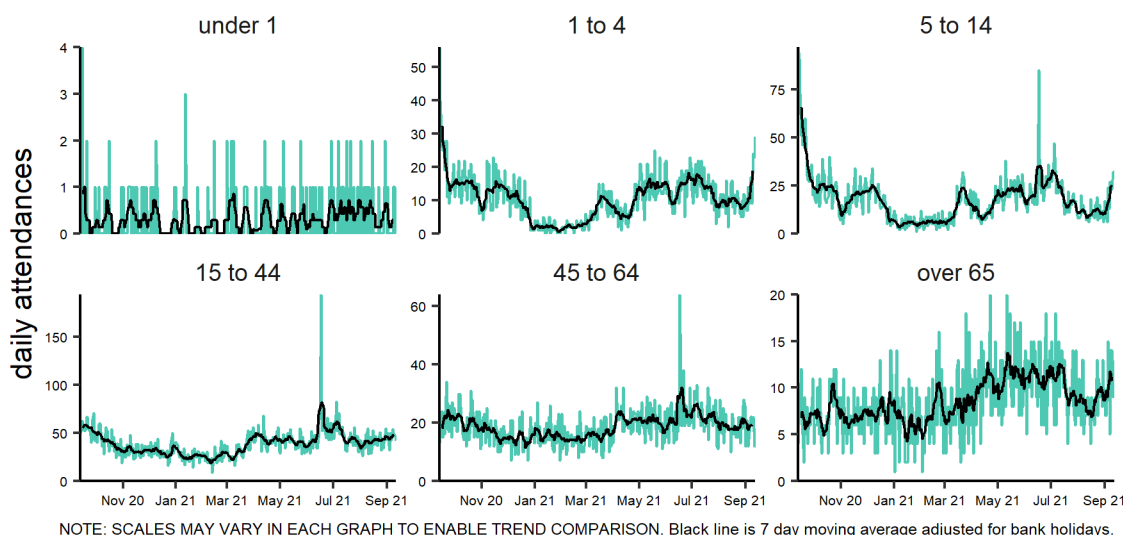 under 1
1 to 4
5 to 14
daily attendances
4
3
2
1
0
50
40
30
20
10
0
75
50
25
0
15 to 44
45 to 64
over 65
150
100
50
0
60
40
20
0
20
15
10
5
0
Nov 20 Jan 21 Mar 21 May 21 Jul 21 Sep 21
Nov 20 Jan 21 Mar 21 May 21 Jul 21 Sep 21
Nov 20 Jan 21 Mar 21 May 21 Jul 21 Sep 21
NOTE: SCALES MAY VARY IN EACH GRAPH TO ENABLE TREND COMPARISON. Black line is 7 day moving average adjusted for bank holidays.